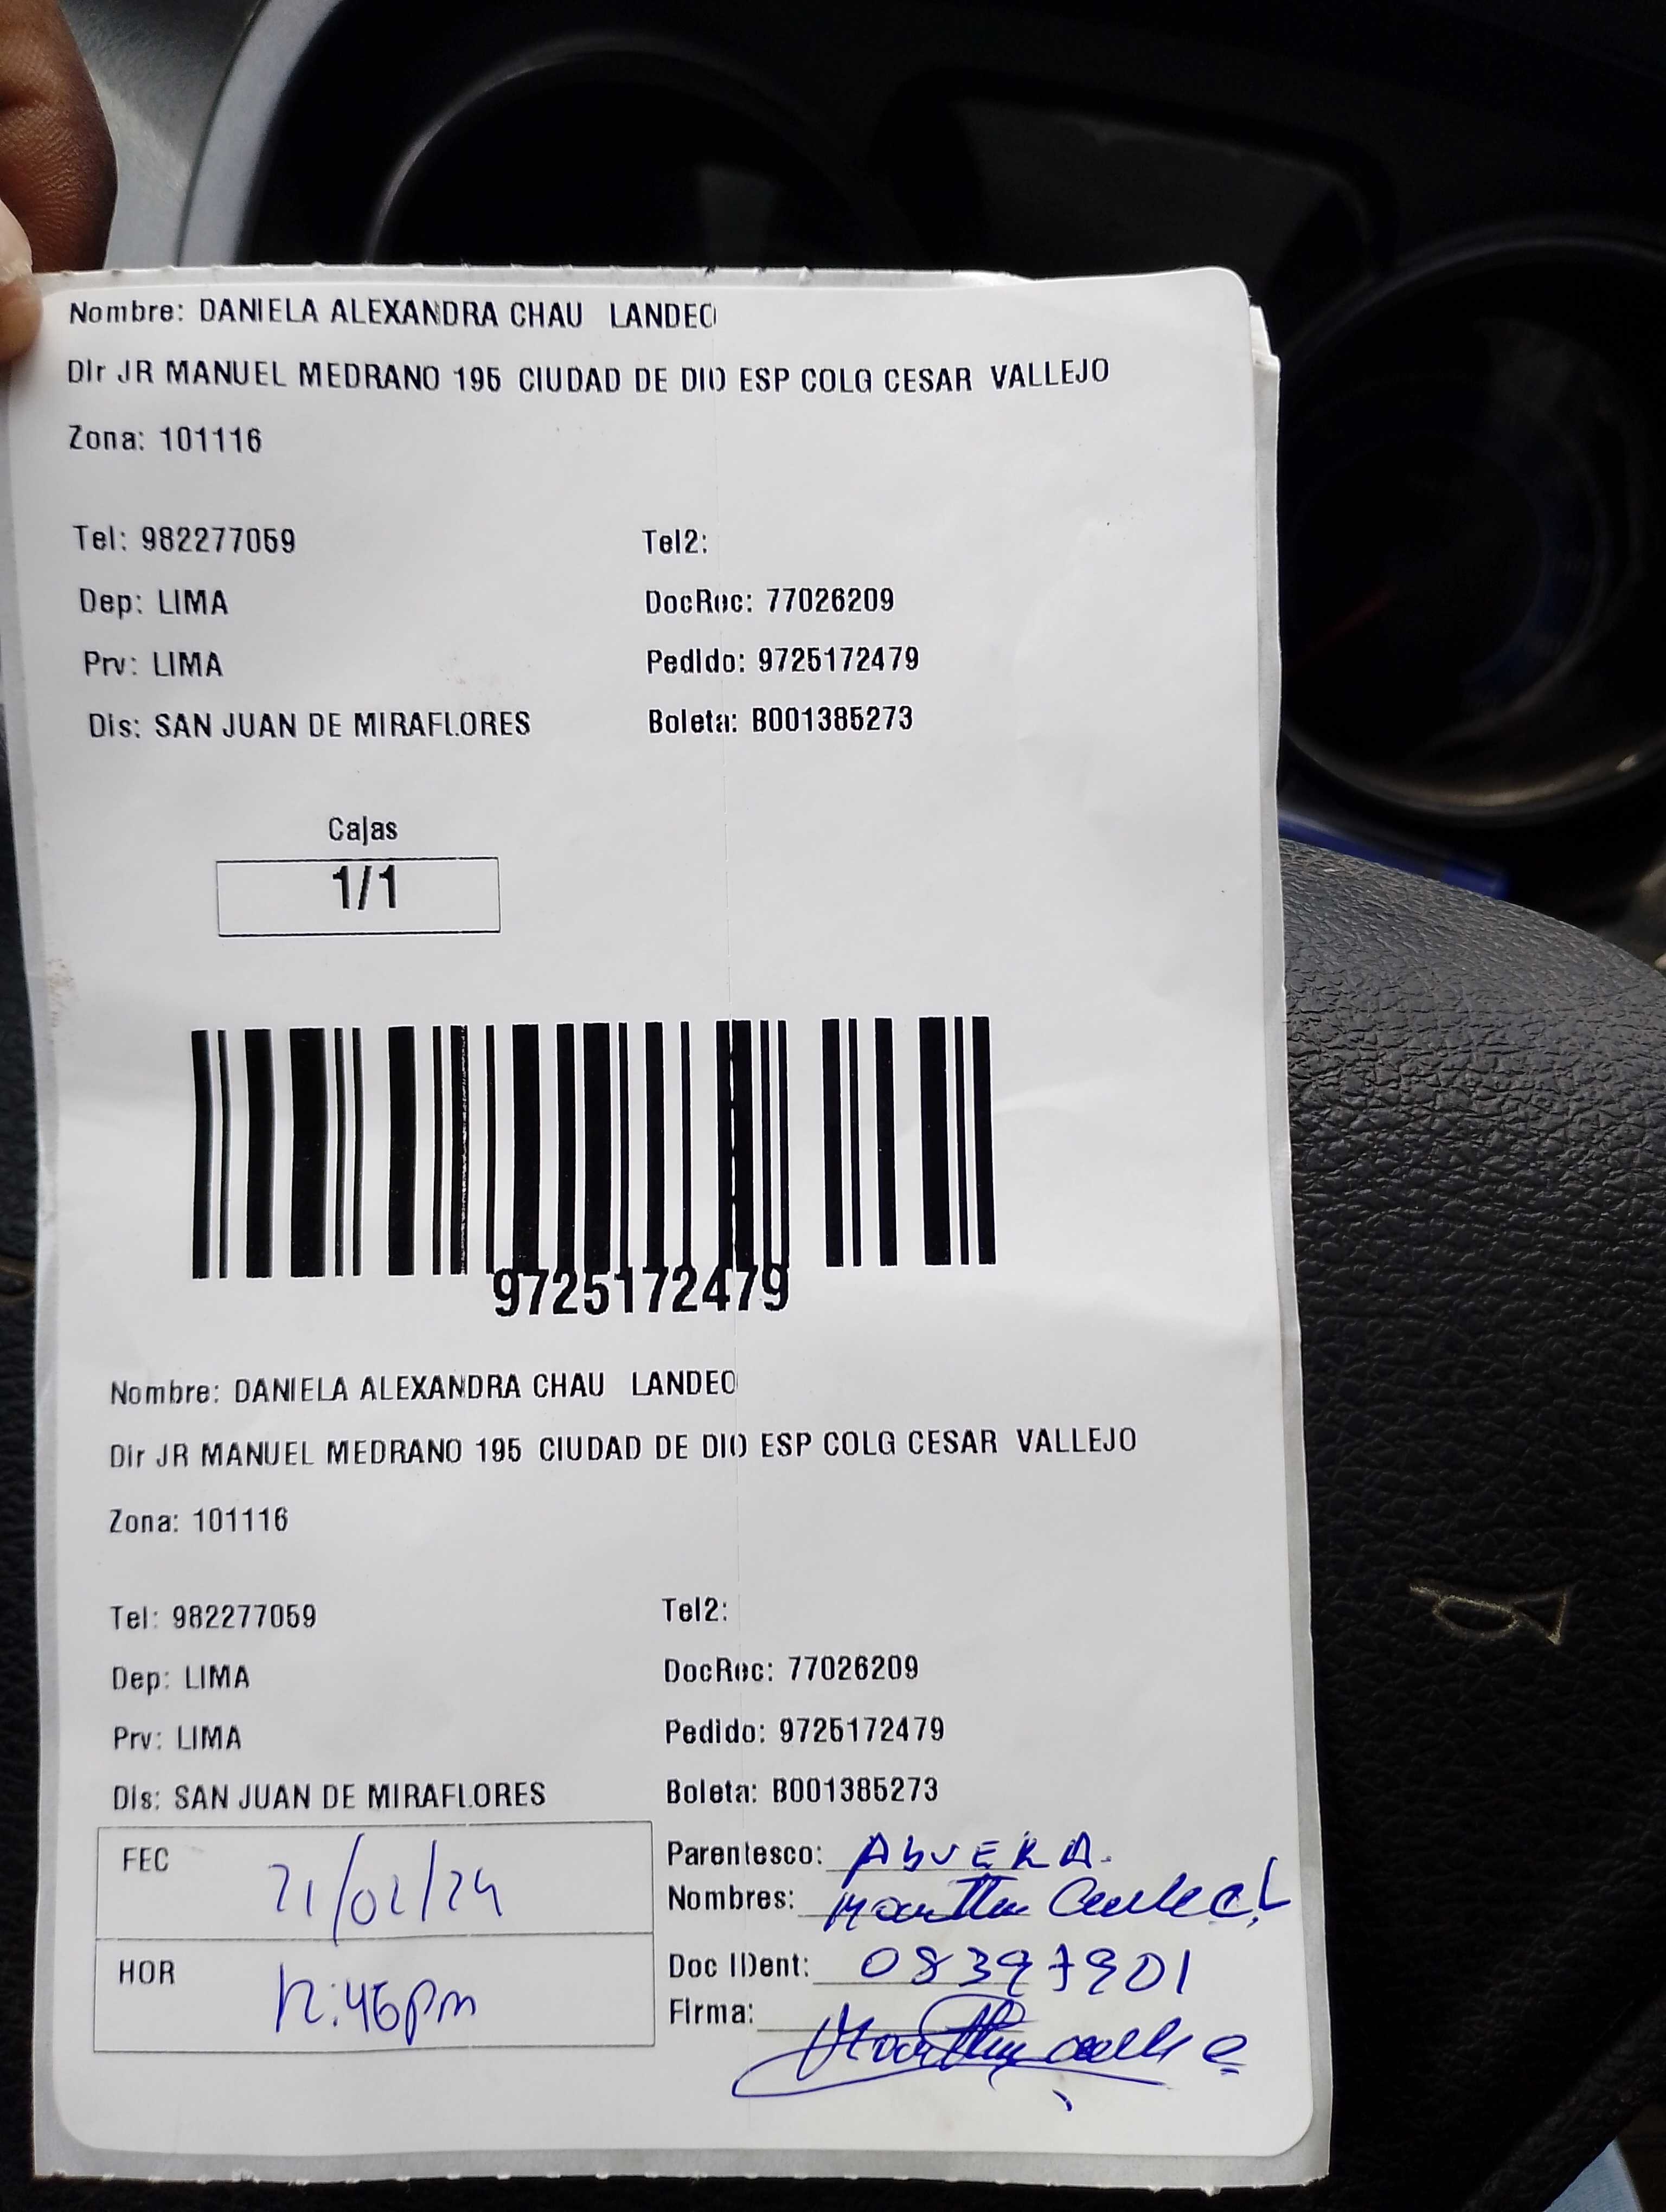 Nombre: DANIELA ALEXANDRA CHAU LANDEO
Dir JR MANUEL MEDRANO 195 CIUDAD DE DIO ESP COLG CESAR VALLEJO
Zona: 101116
Tel: 982277059 Tel2:
Dep: LIMA DocRec: 77026209
Prv: LIMA Pedido: 9725172479
Dis: SAN JUAN DE MIRAFLORES Boleta: B001385273
Cajas
1/1
9725172479
Nombre: DANIELA ALEXANDRA CHAU LANDEO
Dir JR MANUEL MEDRANO 195 CIUDAD DE DIO ESP COLG CESAR VALLEJO
Zona: 101116
Tel: 982277059 Tel2:
Dep: LIMA DocRec: 77026209
Prv: LIMA Pedido: 9725172479
Dis: SAN JUAN DE MIRAFLORES Boleta: B001385273
FEC 21/02/24 Parentesco: ABUELA.
Nombres: Martha
HOR 12:45pm Doc IDent: 08397901
Firma: